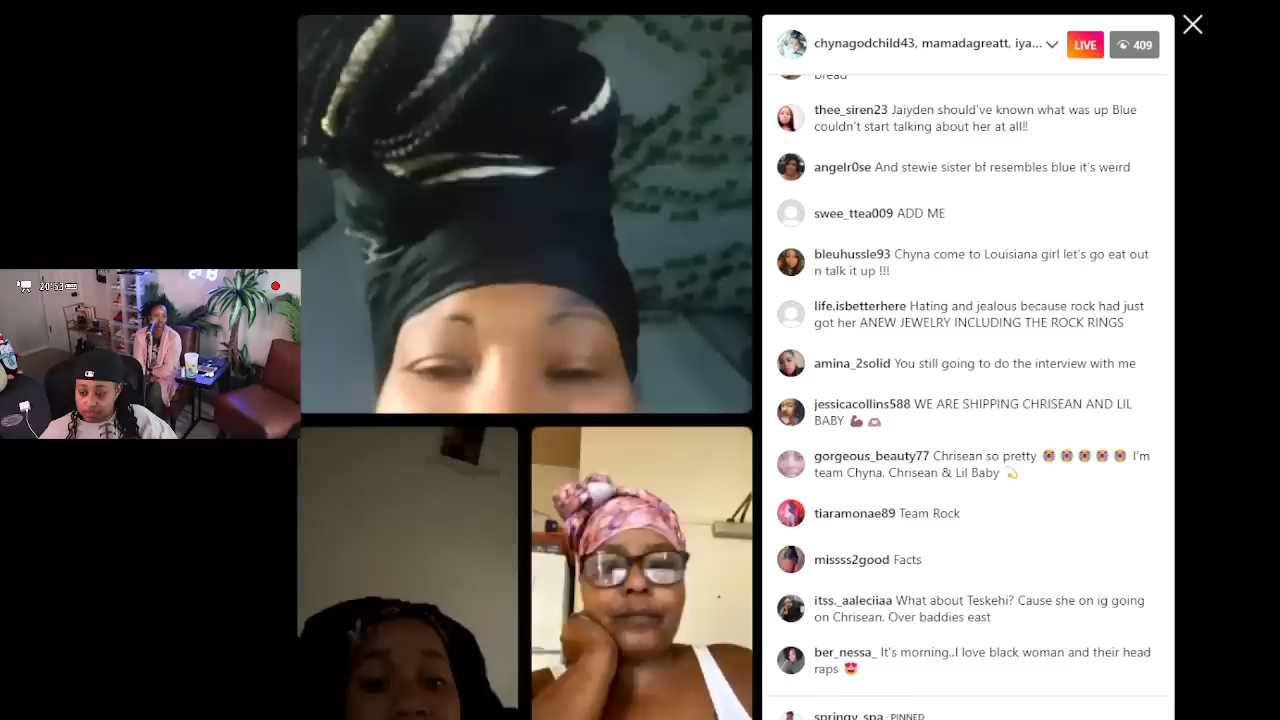 chynagodchild43, mamadagreatt, iya...
LIVE
409
bread
thee_siren23 Jaiyden should've known what was up Blue
couldn't start talking about her at all!!
angelr0se And stewie sister bf resembles blue it's weird
swee_ttea009 ADD ME
bleuhussle93 Chyna come to Louisiana girl let's go eat out
n talk it up !!!
life.isbetterhere Hating and jealous because rock had just
got her ANEW JEWELRY INCLUDING THE ROCK RINGS
amina_2solid You still going to do the interview with me
jessicacollins588 WE ARE SHIPPING CHRISEAN AND LIL
BABY 💪🏿 🫶🏽
gorgeous_beauty77 Chrisean so pretty 🪬 🪬 🪬 🪬 🪬 I'm
team Chyna, Chrisean & Lil Baby 💫
tiaramonae89 Team Rock
missss2good Facts
itss._aaleciiaa What about Teskehi? Cause she on ig going
on Chrisean. Over baddies east
ber_nessa_ It's morning..I love black woman and their head
raps 😍
springy_spa · PINNED
20:53